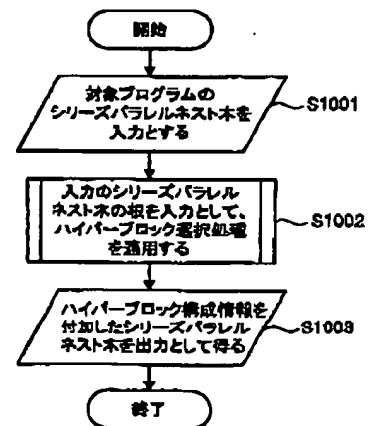 開始
対象プログラムの
シリーズパラレルネスト木を
入力とする
S1001
入力のシリーズパラレル
ネスト木の根を入力として、
ハイパーブロック選択処理
を適用する
S1002
ハイパーブロック構成情報を
付加したシリーズパラレル
ネスト木を出力として得る
S1003
終了